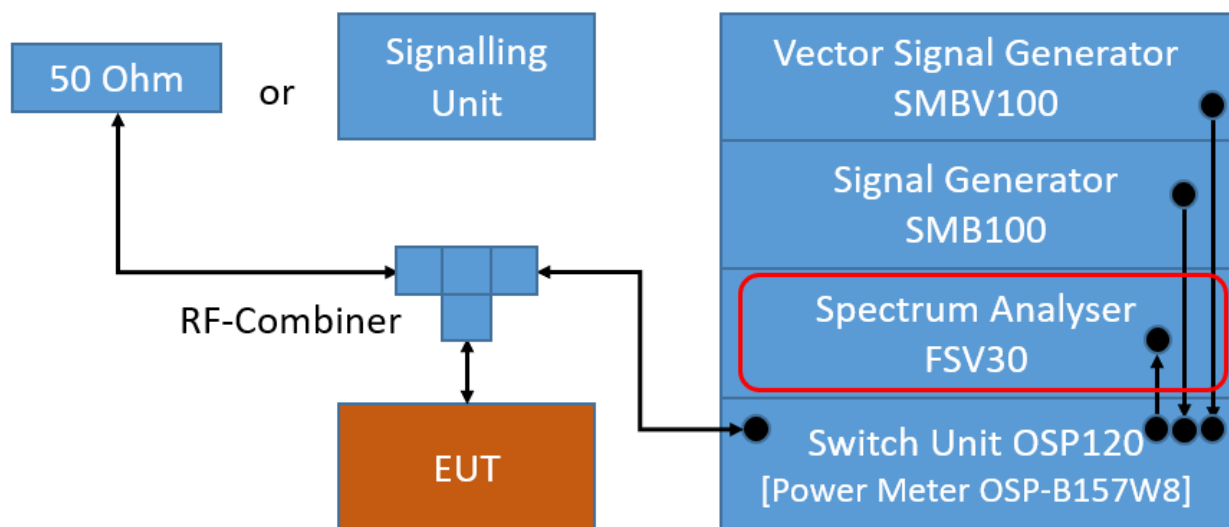 50 Ohm
or
Signalling
Unit
RF-Combiner
EUT
Vector Signal Generator
SMBV100
Signal Generator
SMB100
Spectrum Analyser
FSV30
Switch Unit OSP120
[Power Meter OSP-B157W8]